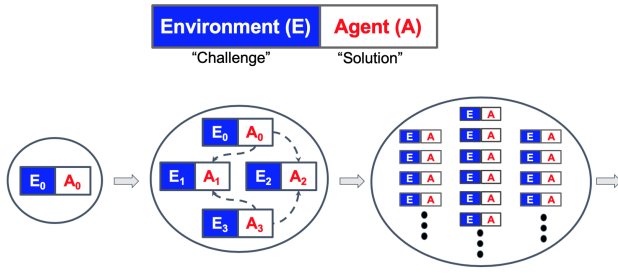 Environment (E) Agent (A)
"Challenge" "Solution"
E0 A0
E0 A0
E1 A1 E2 A2
E3 A3
E A
E A
E A
E A
E A
E A
E A
E A
E A
E A
E A
E A
E A
E A